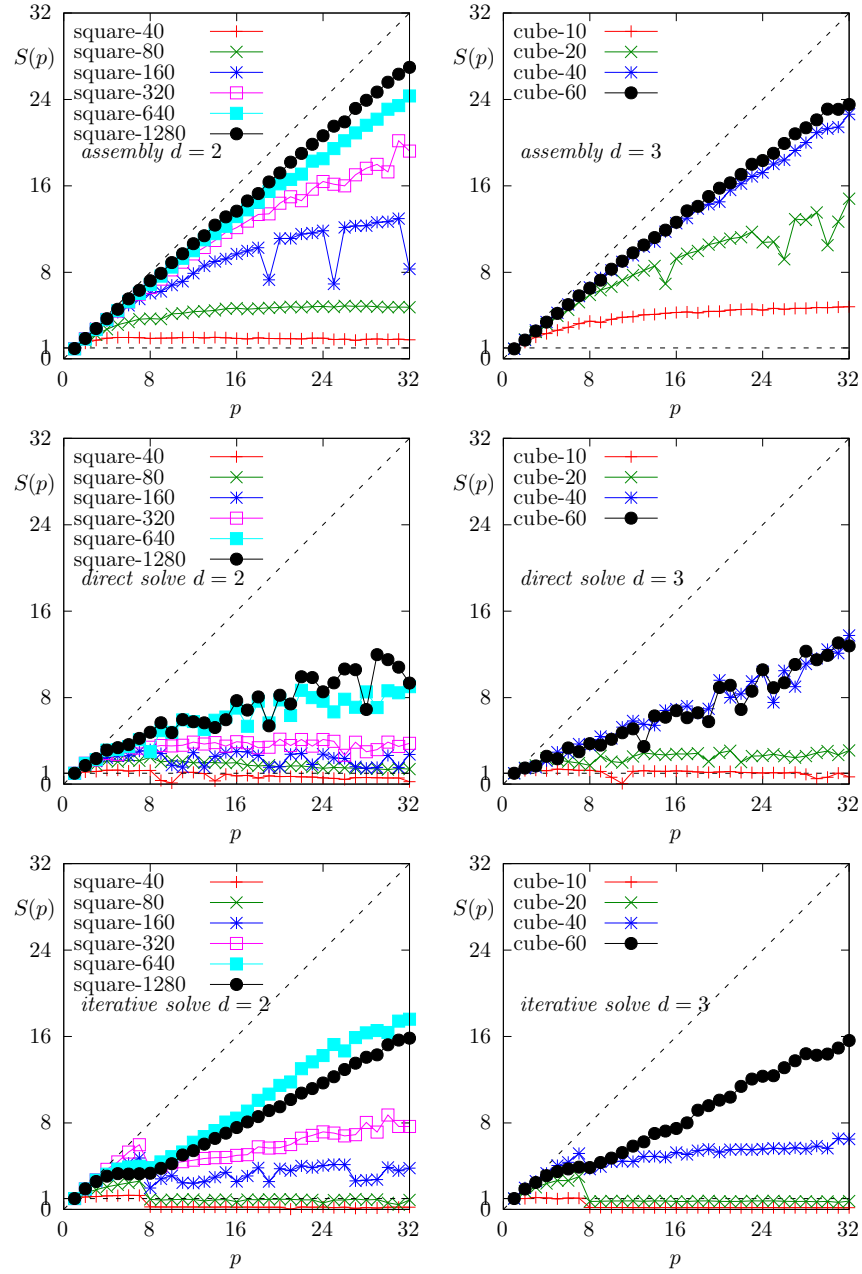 32
square-40
square-80
S(p)
square-160
24
square-320
square-640
square-1280
assembly d = 2
16
8
1
0
0 8 16 24 32
p
32
cube-10
cube-20
S(p)
cube-40
24
cube-60
assembly d = 3
16
8
1
0
0 8 16 24 32
p
32
square-40
square-80
S(p)
square-160
24
square-320
square-640
square-1280
direct solve d = 2
16
8
1
0
0 8 16 24 32
p
32
cube-10
cube-20
S(p)
cube-40
24
cube-60
direct solve d = 3
16
8
1
0
0 8 16 24 32
p
32
square-40
square-80
S(p)
square-160
24
square-320
square-640
square-1280
iterative solve d = 2
16
8
1
0
0 8 16 24 32
p
32
cube-10
cube-20
S(p)
cube-40
24
cube-60
iterative solve d = 3
16
8
1
0
0 8 16 24 32
p